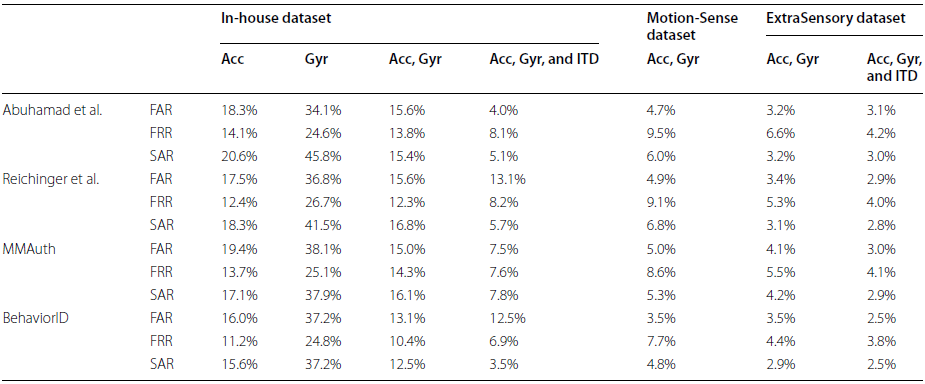 In-house dataset Motion-Sense dataset ExtraSensory dataset
Acc Gyr Acc, Gyr Acc, Gyr, and ITD Acc, Gyr Acc, Gyr Acc, Gyr, and ITD
Abuhamad et al. FAR 18.3% 34.1% 15.6% 4.0% 4.7% 3.2% 3.1%
FRR 14.1% 24.6% 13.8% 8.1% 9.5% 6.6% 4.2%
SAR 20.6% 45.8% 15.4% 5.1% 6.0% 3.2% 3.0%
Reichinger et al. FAR 17.5% 36.8% 15.6% 13.1% 4.9% 3.4% 2.9%
FRR 12.4% 26.7% 12.3% 8.2% 9.1% 5.3% 4.0%
SAR 18.3% 41.5% 16.8% 5.7% 6.8% 3.1% 2.8%
MMAuth FAR 19.4% 38.1% 15.0% 7.5% 5.0% 4.1% 3.0%
FRR 13.7% 25.1% 14.3% 7.6% 8.6% 5.5% 4.1%
SAR 17.1% 37.9% 16.1% 7.8% 5.3% 4.2% 2.9%
BehaviorID FAR 16.0% 37.2% 13.1% 12.5% 3.5% 3.5% 2.5%
FRR 11.2% 24.8% 10.4% 6.9% 7.7% 4.4% 3.8%
SAR 15.6% 37.2% 12.5% 3.5% 4.8% 2.9% 2.5%